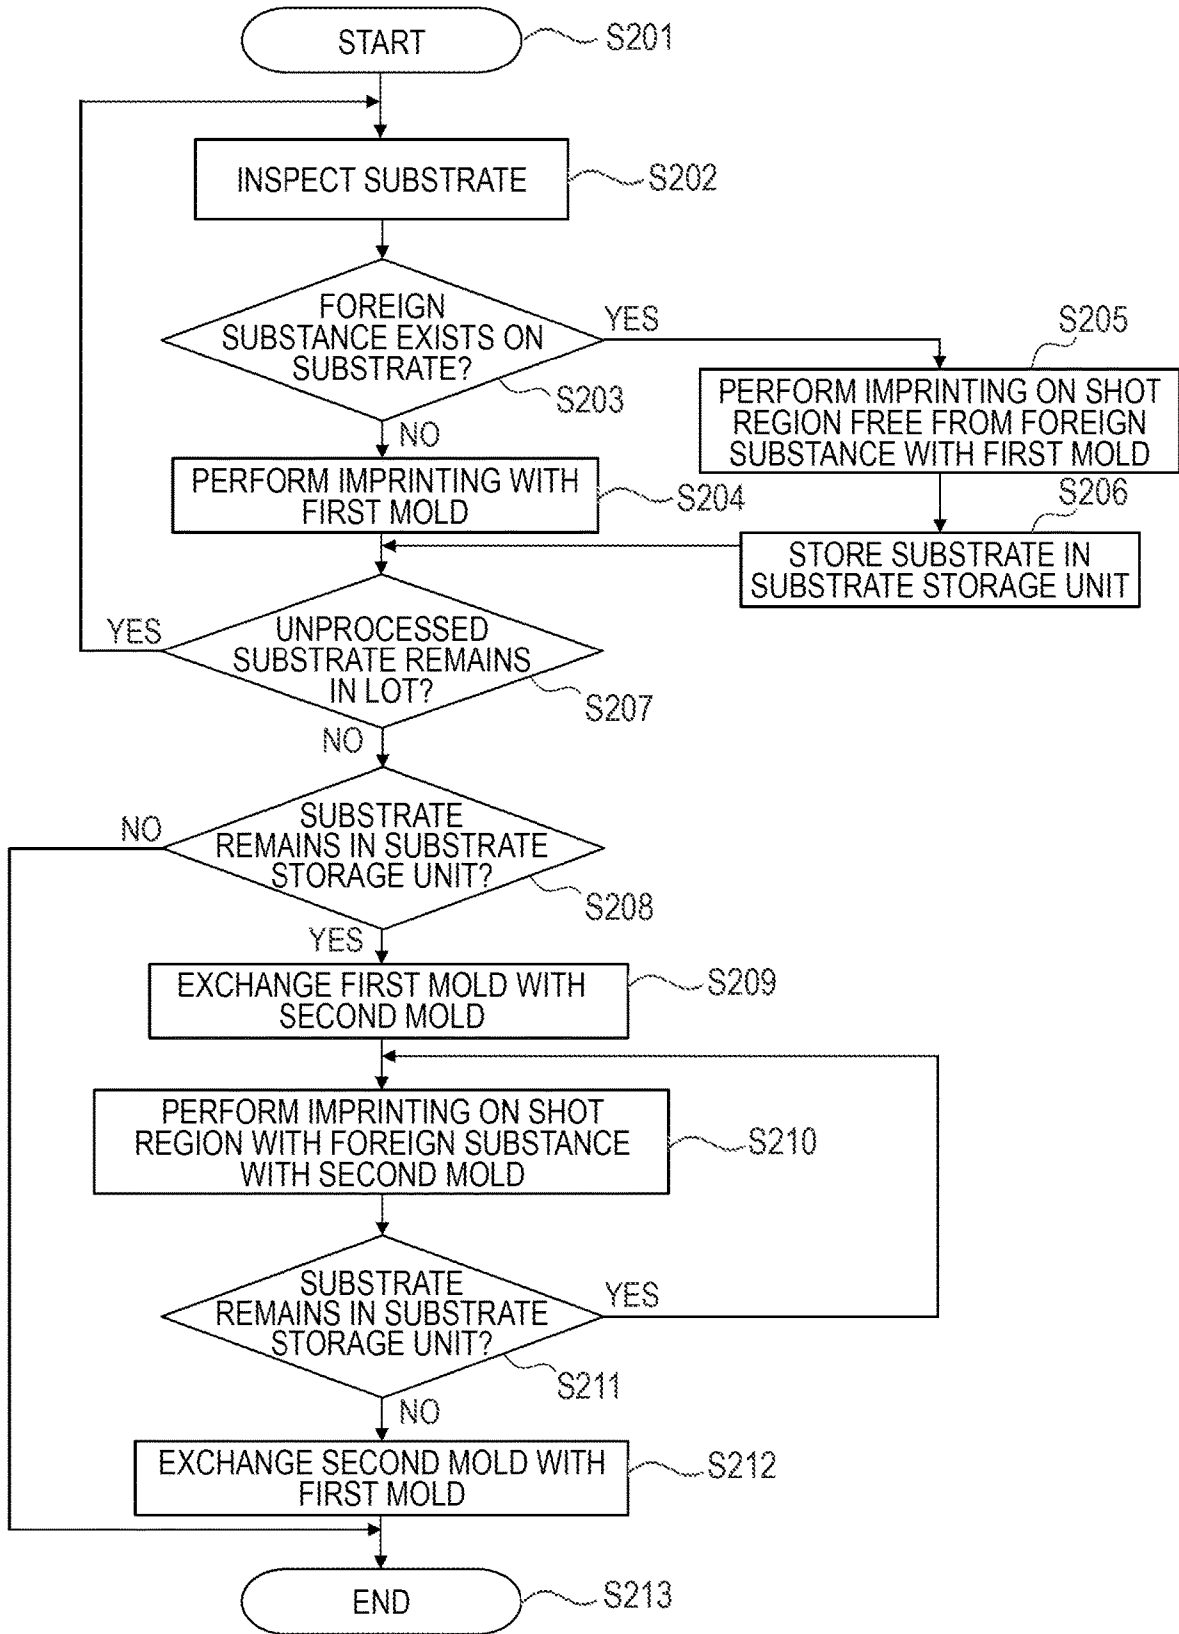 START
S201
INSPECT SUBSTRATE
S202
FOREIGN
SUBSTANCE EXISTS ON
SUBSTRATE?
S203
YES
NO
S205
PERFORM IMPRINTING ON SHOT
REGION FREE FROM FOREIGN
SUBSTANCE WITH FIRST MOLD
PERFORM IMPRINTING WITH
FIRST MOLD
S204
S206
STORE SUBSTRATE IN
SUBSTRATE STORAGE UNIT
YES
UNPROCESSED
SUBSTRATE REMAINS
IN LOT?
S207
NO
NO
SUBSTRATE
REMAINS IN SUBSTRATE
STORAGE UNIT?
S208
YES
EXCHANGE FIRST MOLD WITH
SECOND MOLD
S209
PERFORM IMPRINTING ON SHOT
REGION WITH FOREIGN SUBSTANCE
WITH SECOND MOLD
S210
SUBSTRATE
REMAINS IN SUBSTRATE
STORAGE UNIT?
YES
S211
NO
EXCHANGE SECOND MOLD WITH
FIRST MOLD
S212
END
S213